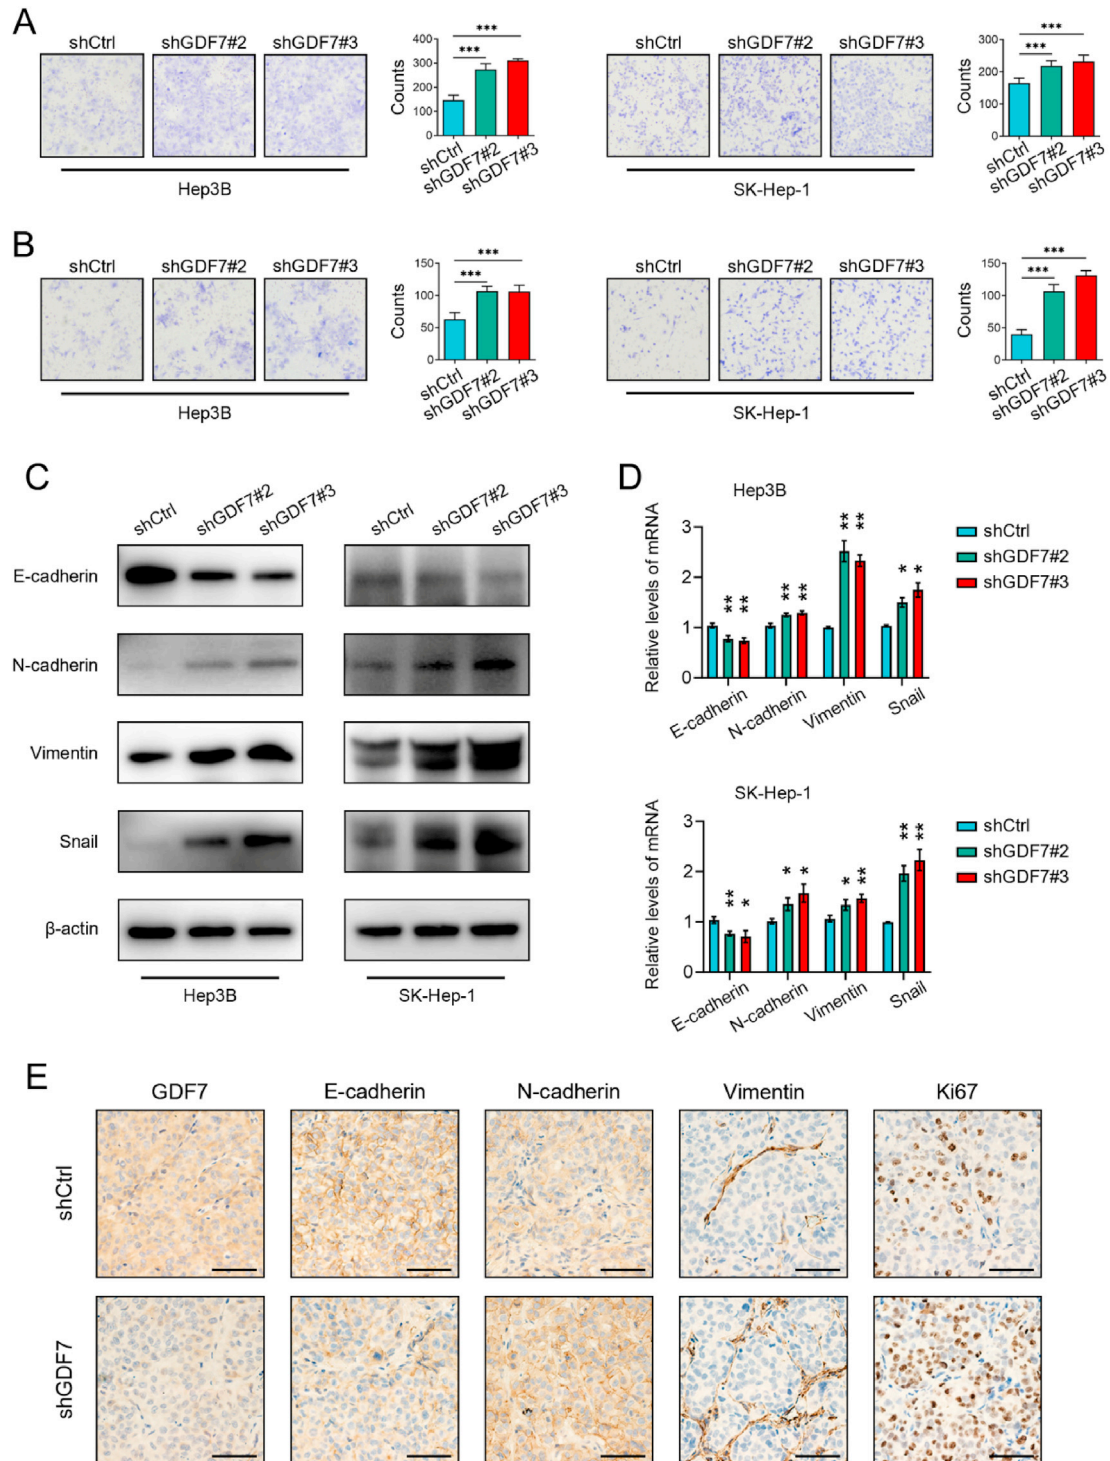 A
shCtrl shGDF7#2 shGDF7#3
Hep3B
Counts
400
300
200
100
0
*** ***
shCtrl
shGDF7#2
shGDF7#3
shCtrl shGDF7#2 shGDF7#3
SK-Hep-1
Counts
300
200
100
0
*** ***
shCtrl
shGDF7#2
shGDF7#3
B
shCtrl shGDF7#2 shGDF7#3
Hep3B
Counts
150
100
50
0
*** ***
shCtrl
shGDF7#2
shGDF7#3
shCtrl shGDF7#2 shGDF7#3
SK-Hep-1
Counts
150
100
50
0
*** ***
shCtrl
shGDF7#2
shGDF7#3
C
shCtrl shGDF7#2 shGDF7#3 shCtrl shGDF7#2 shGDF7#3
E-cadherin
N-cadherin
Vimentin
Snail
β-actin
Hep3B SK-Hep-1
D
Hep3B
Relative levels of mRNA
3
2
1
0
** ** ** ** ** ** * *
E-cadherin N-cadherin Vimentin Snail
shCtrl
shGDF7#2
shGDF7#3
SK-Hep-1
Relative levels of mRNA
3
2
1
0
** * * * * ** ** **
E-cadherin N-cadherin Vimentin Snail
shCtrl
shGDF7#2
shGDF7#3
E
GDF7 E-cadherin N-cadherin Vimentin Ki67
shCtrl
shGDF7